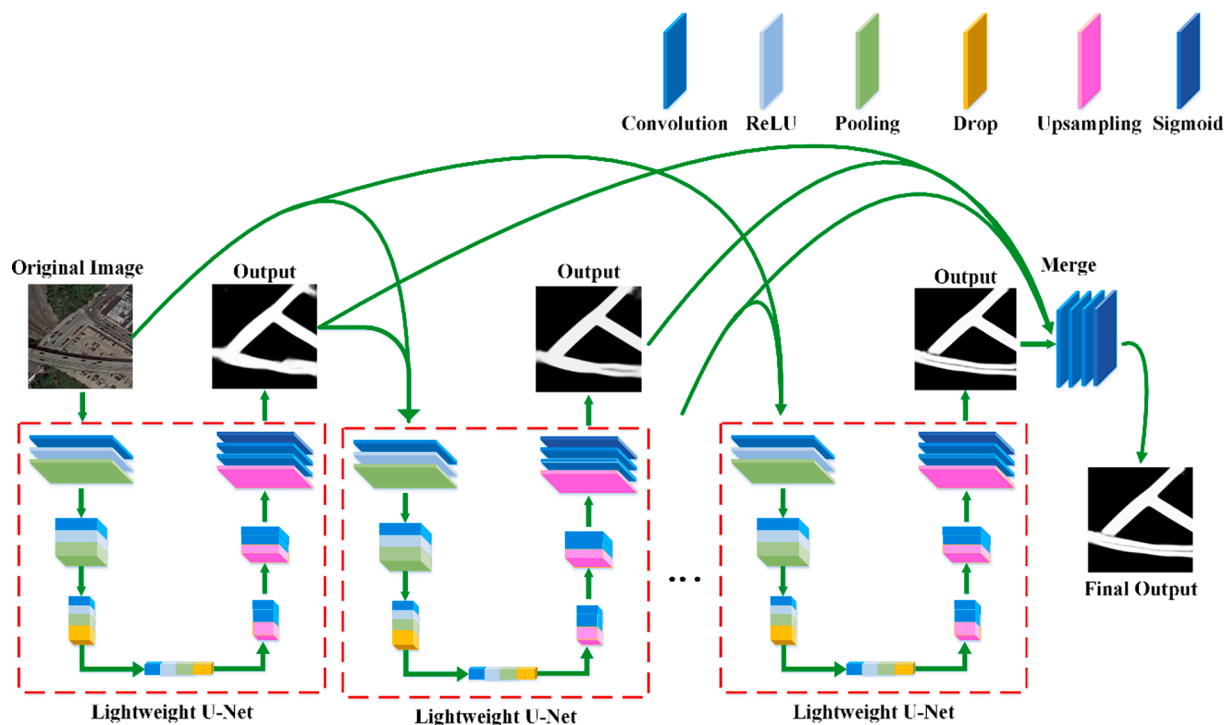 Convolution ReLU Pooling Drop Upsampling Sigmoid
Original Image
Output
Output
Output
Merge
...
Final Output
Lightweight U-Net
Lightweight U-Net
Lightweight U-Net